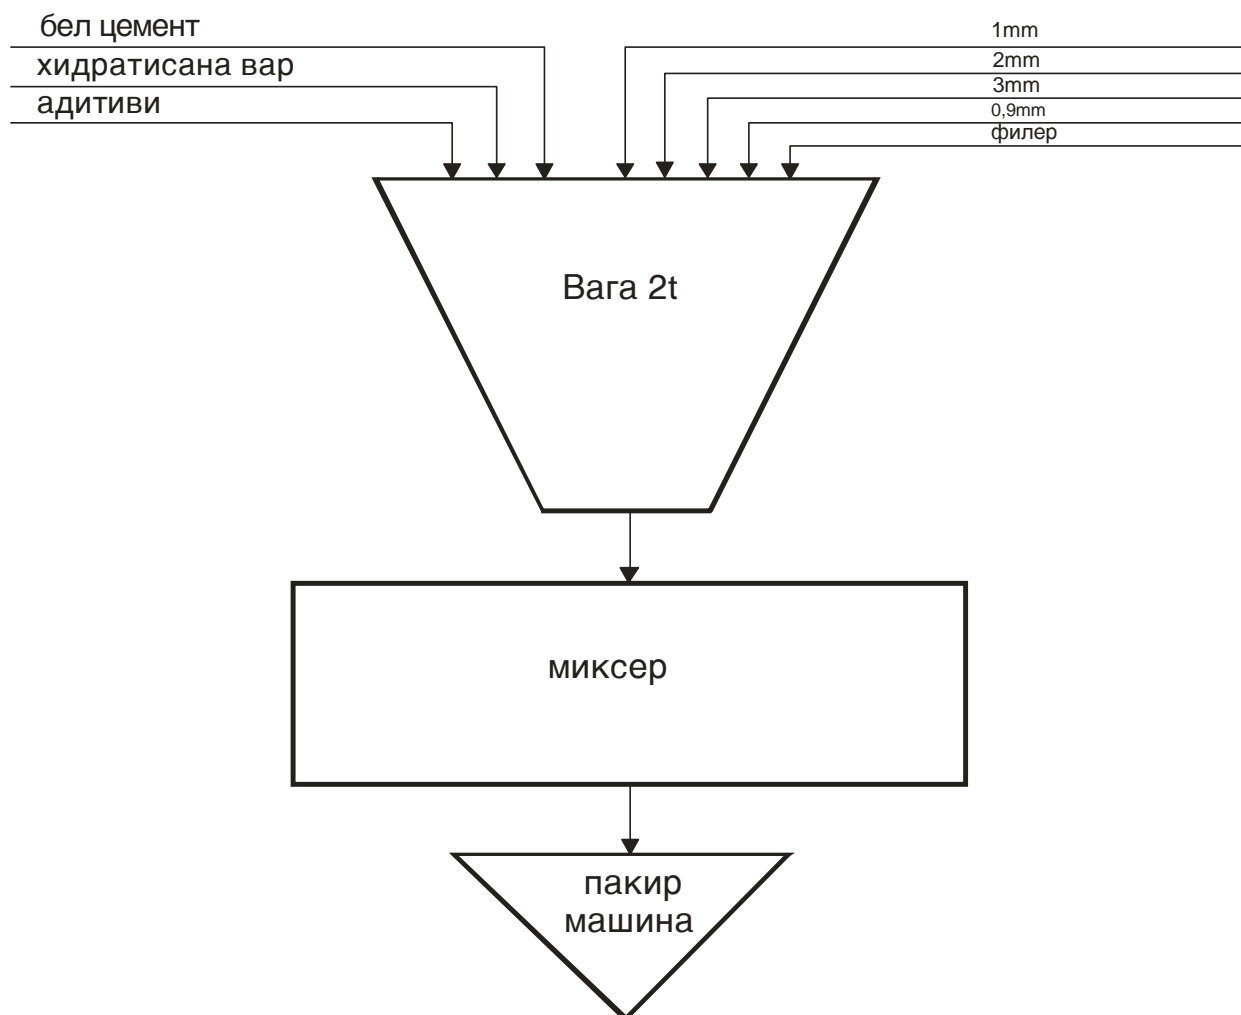 бел цемент
хидратисана вар
адитиви
1mm
2mm
3mm
0,9mm
филер
Вага 2t
миксер
пакир
машина